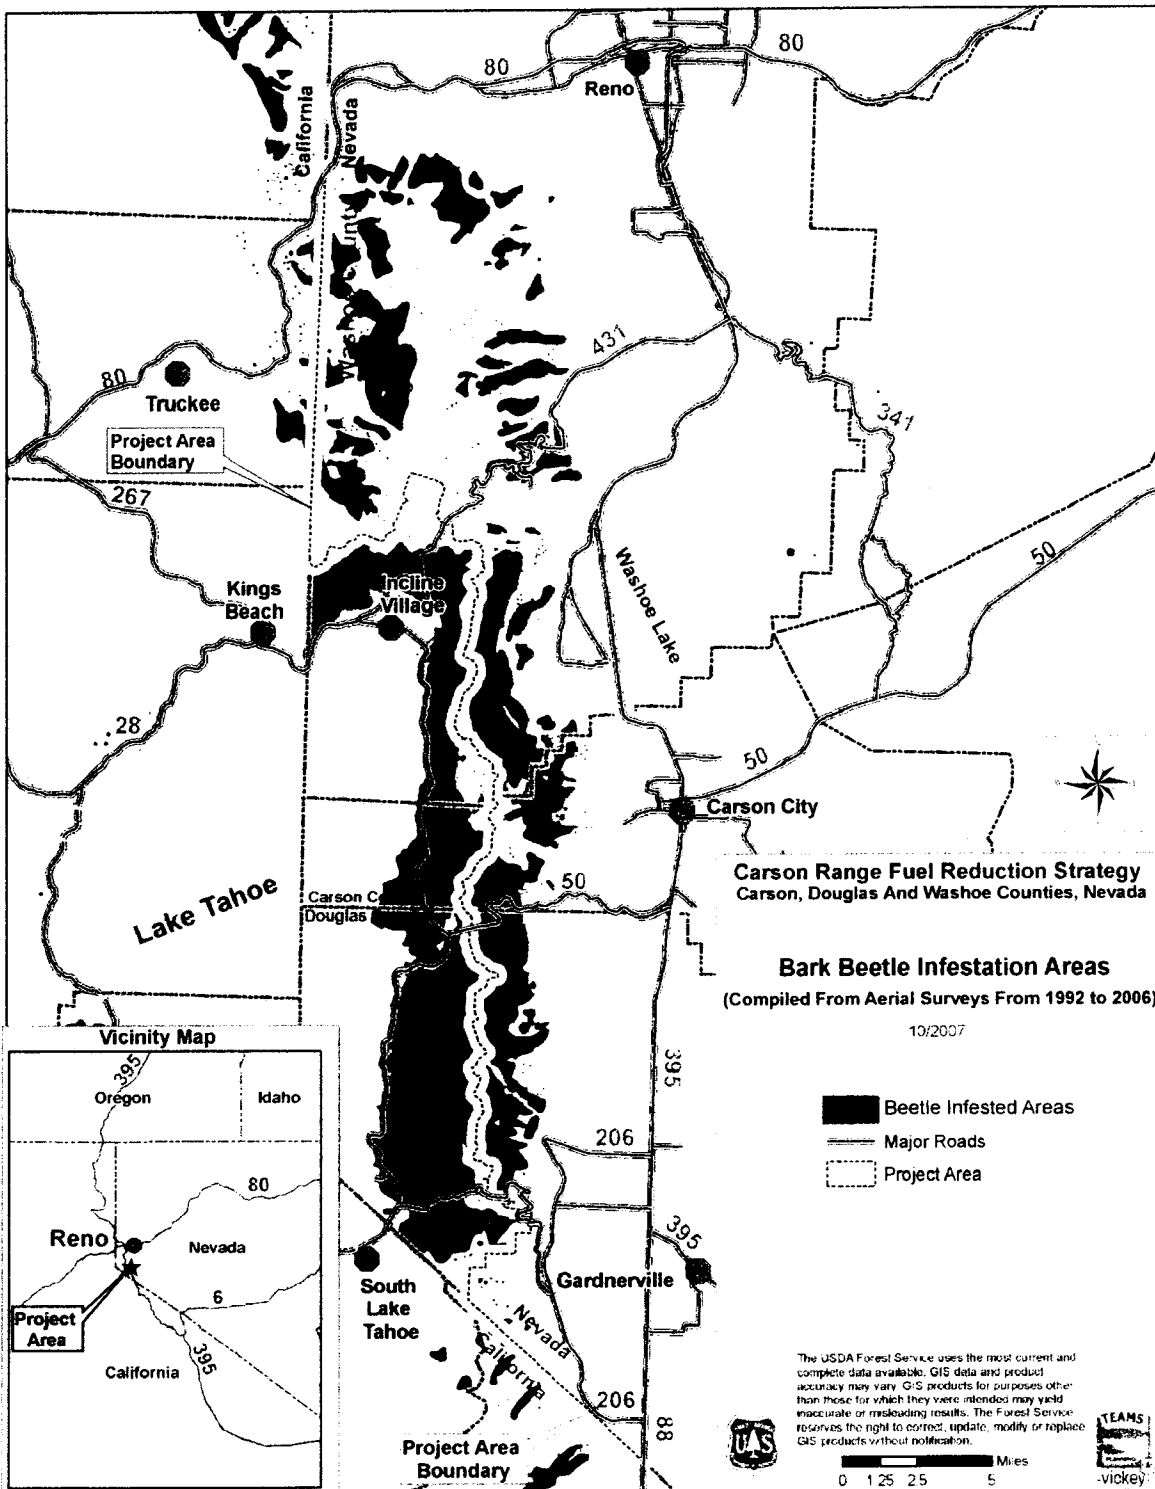 80
80
Reno
California
Nevada
Washoe County
431
341
80
Truckee
Project Area
Boundary
267
Kings
Beach
Incline
Village
Washoe Lake
50
28
50
Carson City
Lake Tahoe
Carson C
Douglas
50
Carson Range Fuel Reduction Strategy
Carson, Douglas And Washoe Counties, Nevada
Bark Beetle Infestation Areas
(Compiled From Aerial Surveys From 1992 to 2006)
10/2007
Beetle Infested Areas
Major Roads
Project Area
395
206
395
Gardnerville
South
Lake
Tahoe
Nevada
California
206
88
Project Area
Boundary
Vicinity Map
395
Oregon
Idaho
80
Reno
Nevada
6
Project
Area
395
California
The USDA Forest Service uses the most current and
complete data available. GIS data and product
accuracy may vary. GIS products for purposes other
than those for which they were intended may yield
inaccurate or misleading results. The Forest Service
reserves the right to correct, update, modify or replace
GIS products without notification.
Miles
0 1.25 2.5 5
UAS
TEAMS
-vickey